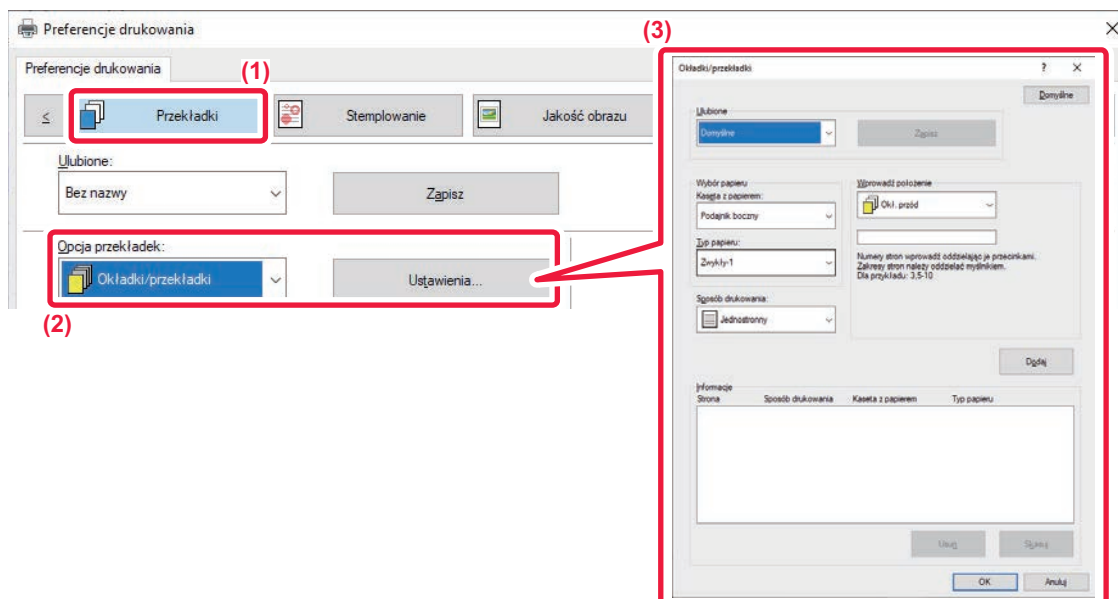 Preferencje drukowania
Preferencje drukowania
(1)
≤ Przekładki Stemplowanie Jakość obrazu
Ulubione:
Bez nazwy Zapisz
Opcja przekładek:
Okładki/przekładki Ustawienia...
(2)
(3)
Okładki/przekładki ? ×
Domyślne
Ulubione
Domyślne Zapisz
Wybór papieru
Kaseta z papierem:
Podajnik boczny
Typ papieru:
Zwykły-1
Sposób drukowania:
Jednostronny
Wprowadź położenie
Okł. przód
Numery stron wprowadź oddzielając je przecinkami.
Zakresy stron należy oddzielać myślnikiem.
Dla przykładu: 3,5-10
Dodaj
Informacje
Strona Sposób drukowania Kaseta z papierem Typ papieru
Usuń Skasuj
OK Anuluj